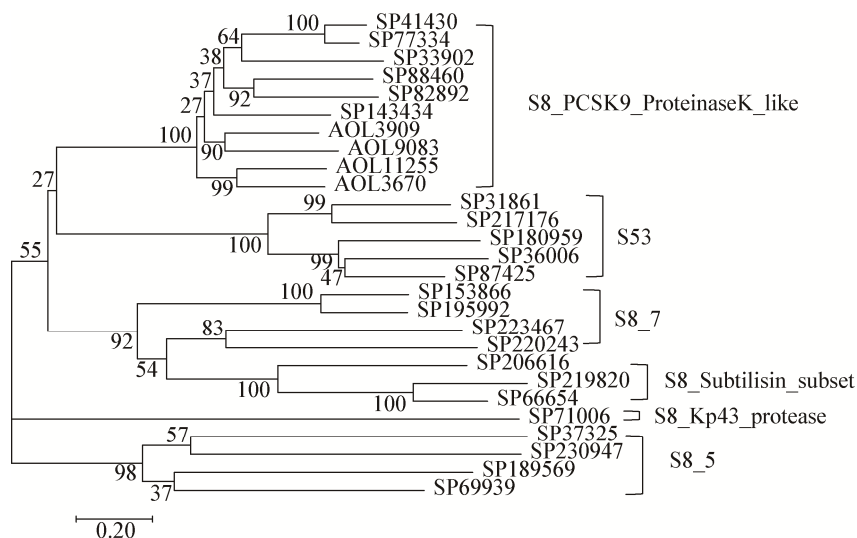 100
SP41430
SP77334
64
SP33902
38
SP88460
92
SP82892
37
SP143434
27
AOL3909
90
AOL9083
100
AOL11255
99
AOL3670
S8_PCSK9_ProteinaseK_like
27
99
SP31861
SP217176
100
SP180959
99
SP36006
47
SP87425
S53
55
100
SP153866
SP195992
92
83
SP223467
SP220243
S8_7
54
SP206616
100
SP219820
100
SP66654
S8_Subtilisin_subset
SP71006
S8_Kp43_protease
57
SP37325
SP230947
98
SP189569
37
SP69939
S8_5
0.20